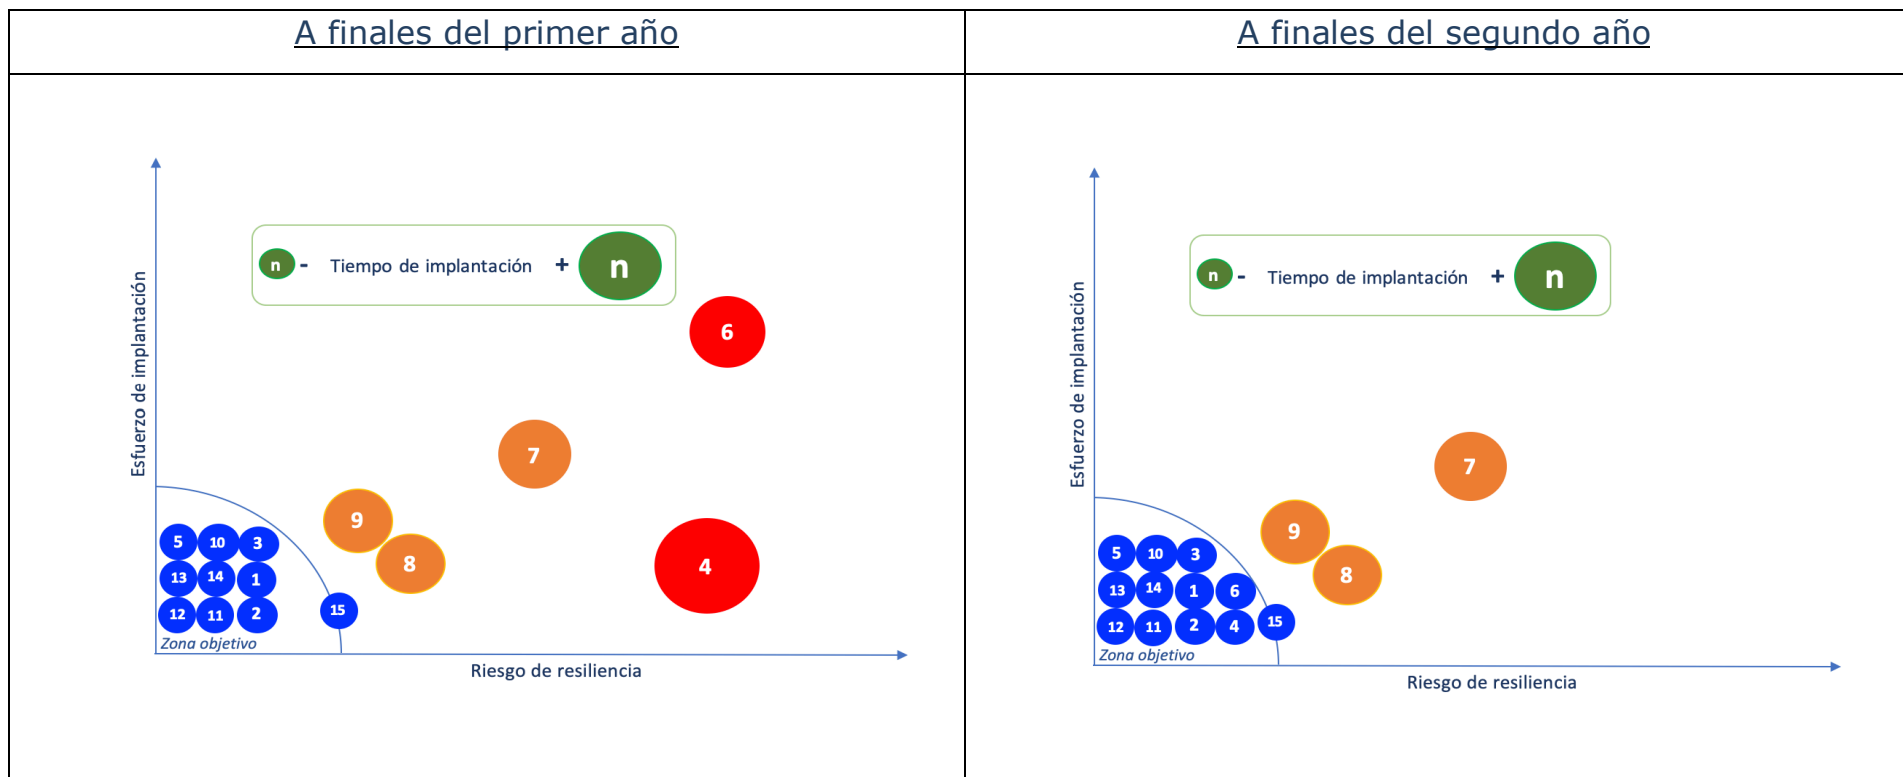 A finales del primer año
A finales del segundo año
n - Tiempo de implantación + n
6
7
9
8
4
5 10 3
13 14 1
12 11 2
15
Zona objetivo
Esfuerzo de implantación
Riesgo de resiliencia
n - Tiempo de implantación + n
7
9
8
5 10 3
13 14 1 6
12 11 2 4
15
Zona objetivo
Esfuerzo de implantación
Riesgo de resiliencia